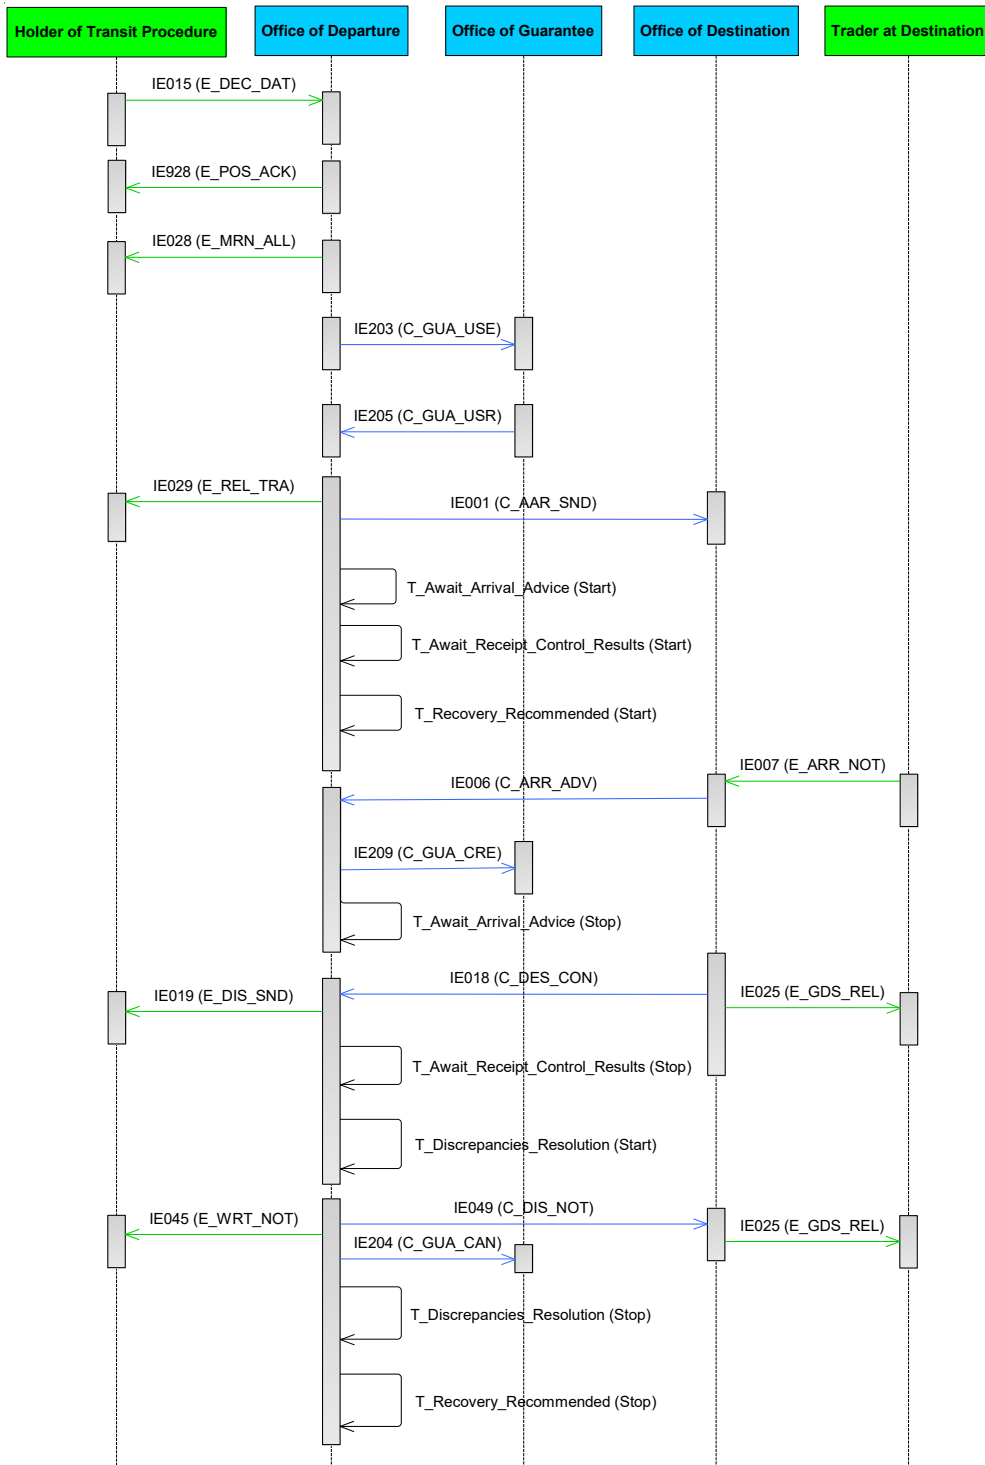 Holder of Transit Procedure
Office of Departure
Office of Guarantee
Office of Destination
Trader at Destination
IE015 (E_DEC_DAT)
IE928 (E_POS_ACK)
IE028 (E_MRN_ALL)
IE203 (C_GUA_USE)
IE205 (C_GUA_USR)
IE029 (E_REL_TRA)
IE001 (C_AAR_SND)
T_Await_Arrival_Advice (Start)
T_Await_Receipt_Control_Results (Start)
T_Recovery_Recommended (Start)
IE007 (E_ARR_NOT)
IE006 (C_ARR_ADV)
IE209 (C_GUA_CRE)
T_Await_Arrival_Advice (Stop)
IE018 (C_DES_CON)
IE019 (E_DIS_SND)
IE025 (E_GDS_REL)
T_Await_Receipt_Control_Results (Stop)
T_Discrepancies_Resolution (Start)
IE049 (C_DIS_NOT)
IE045 (E_WRT_NOT)
IE025 (E_GDS_REL)
IE204 (C_GUA_CAN)
T_Discrepancies_Resolution (Stop)
T_Recovery_Recommended (Stop)